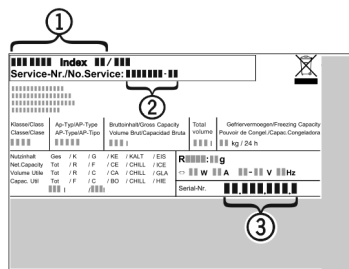 1
Index /
Service-Nr./No.Service: -
2
Klasse/Class Ap-Typ/AP-Type Bruttoinhalt/Gross Capacity Total Gefriervermoegen/Freezing Capacity
Classe/Clase AP-Type/AP-Tipo Volume Brut/Capacidad Bruta volume Pouvoir de Congel./Capac.Congeladora
l l kg / 24 h
Nutzinhalt Ges / K / G / KE / KALT / EIS
Net.Capacity Tot / R / F / CE / CHILL / ICE
Volume Utile Tot / F / C / CA / CHILL / GLA
Capac. Util Tot / F / C / BO / CHILL / HIE
l / l
R : g
W A - V Hz
Serial-Nr. . . .
3